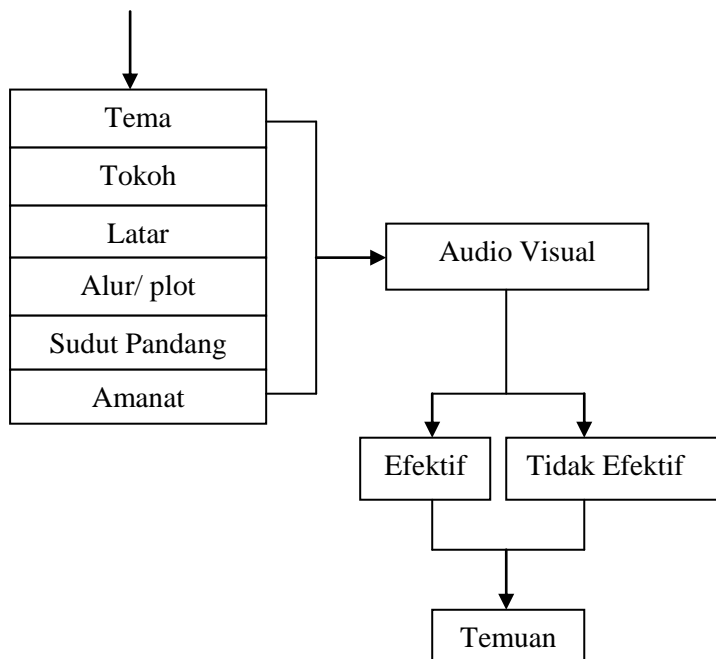 Tema
Tokoh
Latar
Alur/ plot
Sudut Pandang
Amanat
Audio Visual
Efektif
Tidak Efektif
Temuan